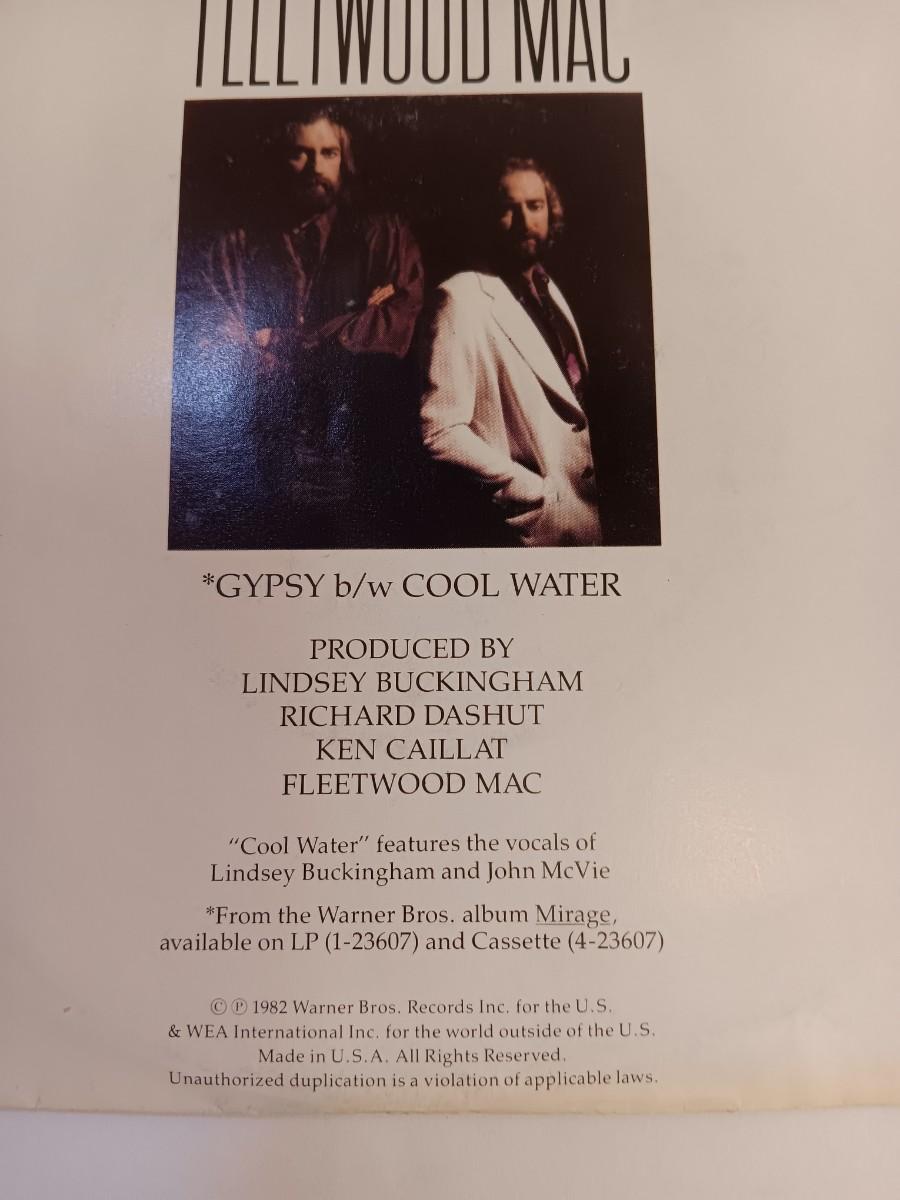 FLEETWOOD MAC
*GYPSY b/w COOL WATER
PRODUCED BY
LINDSEY BUCKINGHAM
RICHARD DASHUT
KEN CAILLAT
FLEETWOOD MAC
“Cool Water” features the vocals of
Lindsey Buckingham and John McVie
*From the Warner Bros. album Mirage,
available on LP (1-23607) and Cassette (4-23607)
© ℗ 1982 Warner Bros. Records Inc. for the U.S.
& WEA International Inc. for the world outside of the U.S.
Made in U.S.A. All Rights Reserved.
Unauthorized duplication is a violation of applicable laws.